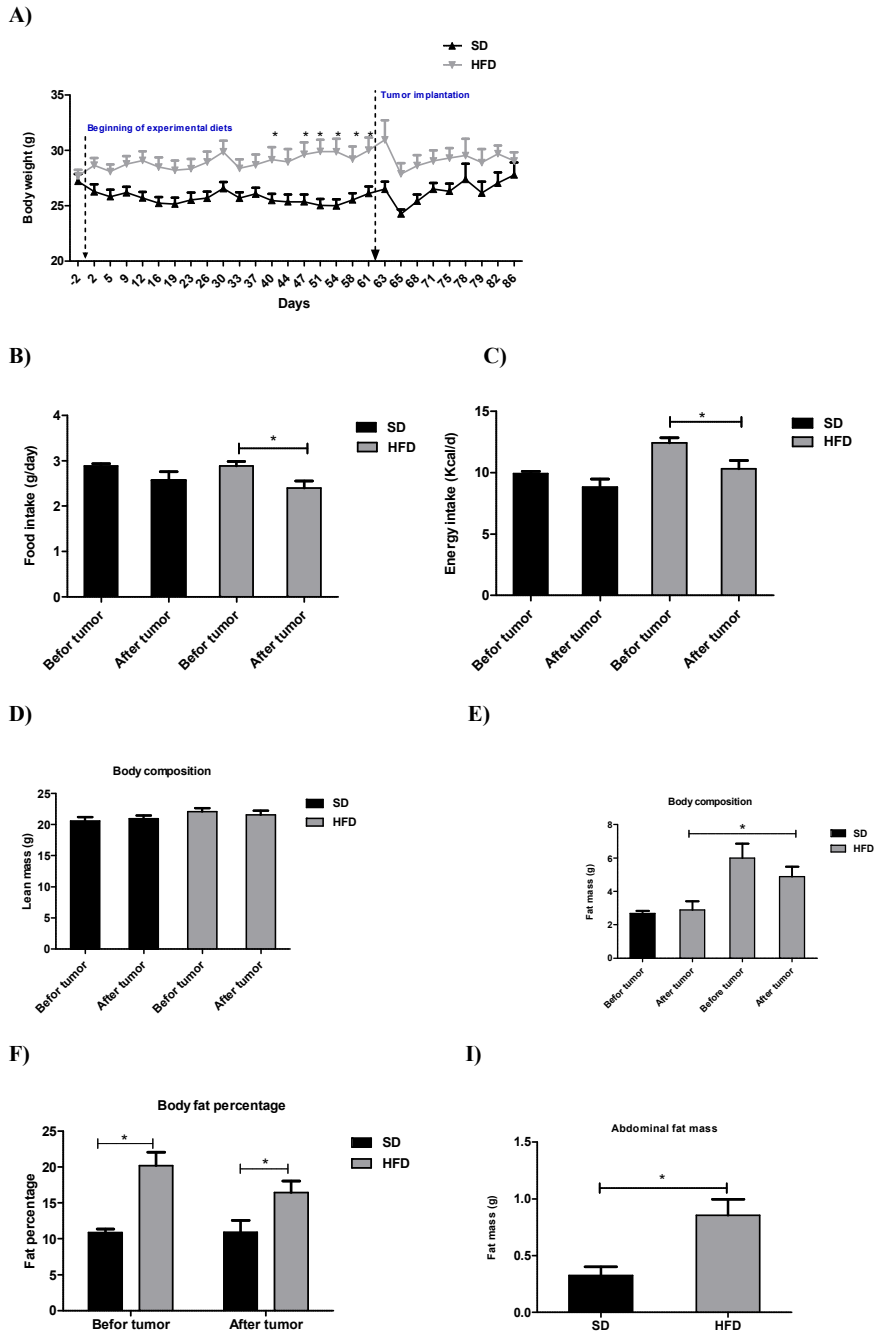 A)
SD
HFD
Tumor implantation
Beginning of experimental diets
35
30
25
20
Body weight (g)
* * * * * *
-2 2 5 9 12 16 19 23 26 30 33 37 40 44 47 51 54 58 61 63 65 68 71 75 78 79 82 86
Days
B)
4
3
2
1
0
Food intake (g/day)
*
SD
HFD
Befor tumor After tumor Befor tumor After tumor
C)
15
10
5
0
Energy intake (Kcal/d)
*
SD
HFD
Befor tumor After tumor Befor tumor After tumor
D)
Body composition
25
20
15
10
5
0
Lean mass (g)
SD
HFD
Befor tumor After tumor Befor tumor After tumor
E)
Body composition
8
6
4
2
0
Fat mass (g)
*
SD
HFD
Befor tumor After tumor Before tumor After tumor
F)
Body fat percentage
25
20
15
10
5
0
Fat percentage
* *
SD
HFD
Befor tumor After tumor
I)
Abdominal fat mass
1.5
1.0
0.5
0.0
Fat mass (g)
*
SD HFD